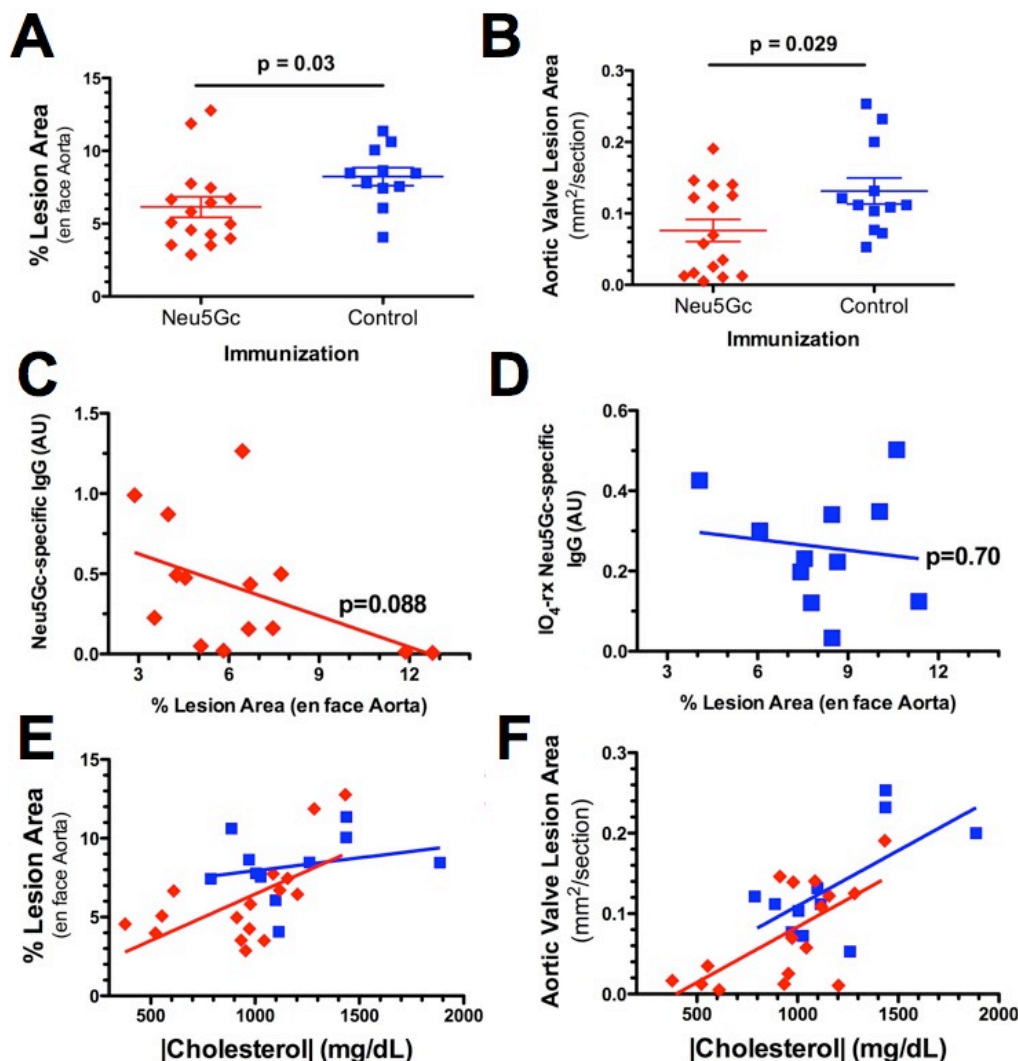 A
p = 0.03
% Lesion Area
(en face Aorta)
15
10
5
0
Neu5Gc
Control
Immunization
B
p = 0.029
Aortic Valve Lesion Area
(mm²/section)
0.3
0.2
0.1
0.0
Neu5Gc
Control
Immunization
C
Neu5Gc-specific IgG (AU)
1.5
1.0
0.5
0.0
p=0.088
3
6
9
12
% Lesion Area (en face Aorta)
D
IO₄-rx Neu5Gc-specific
IgG (AU)
0.6
0.4
0.2
0.0
p=0.70
3
6
9
12
% Lesion Area (en face Aorta)
E
% Lesion Area
(en face Aorta)
15
10
5
0
500
1000
1500
2000
|Cholesterol| (mg/dL)
F
Aortic Valve Lesion Area
(mm²/section)
0.3
0.2
0.1
0.0
500
1000
1500
2000
|Cholesterol| (mg/dL)